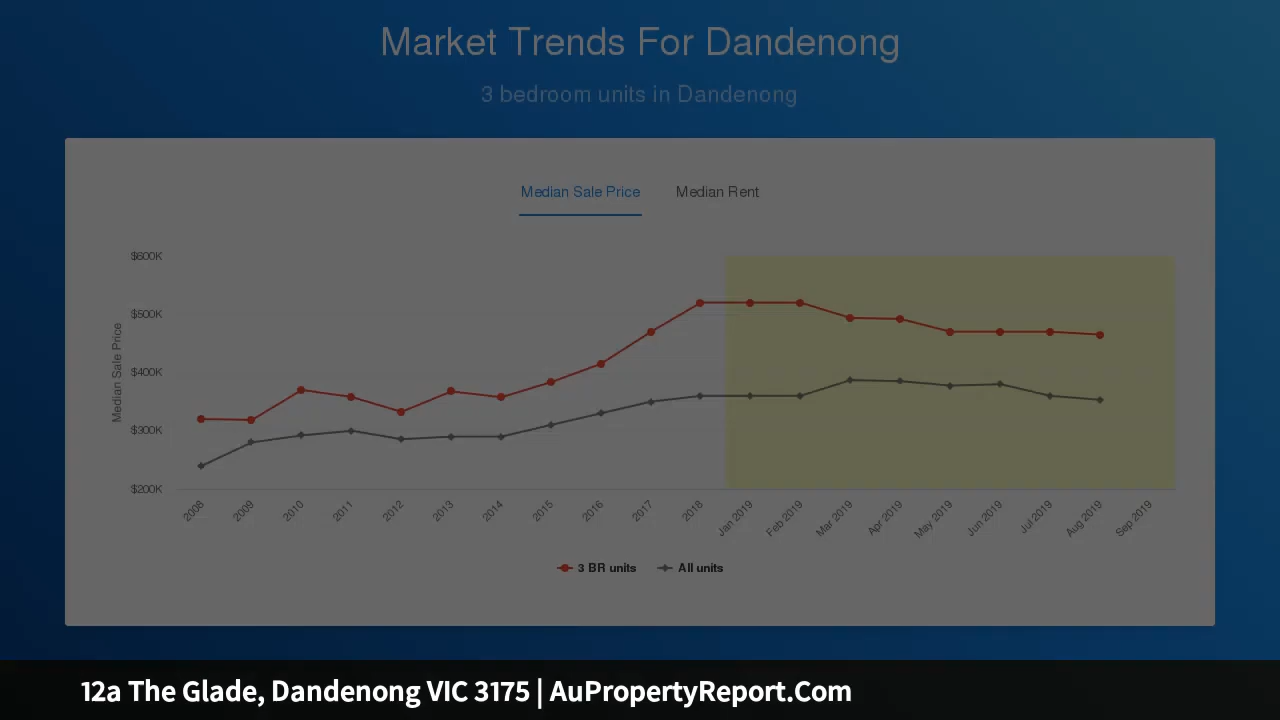 Market Trends For Dandenong
3 bedroom units in Dandenong
Median Sale Price Median Rent
$600K
$500K
$400K
$300K
$200K
Median Sale Price
2008 2009 2010 2011 2012 2013 2014 2015 2016 2017 2018 Jan 2019 Feb 2019 Mar 2019 Apr 2019 May 2019 Jun 2019 Jul 2019 Aug 2019 Sep 2019
3 BR units All units
12a The Glade, Dandenong VIC 3175 | AuPropertyReport.Com